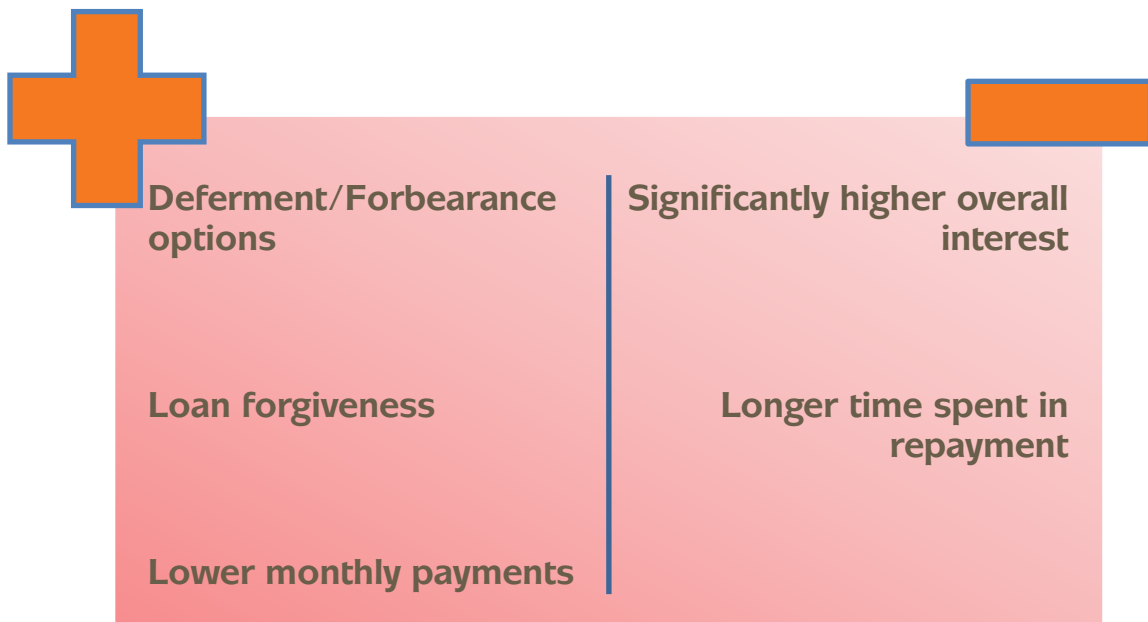 Deferment/Forbearance
options
Loan forgiveness
Lower monthly payments
Significantly higher overall
interest
Longer time spent in
repayment